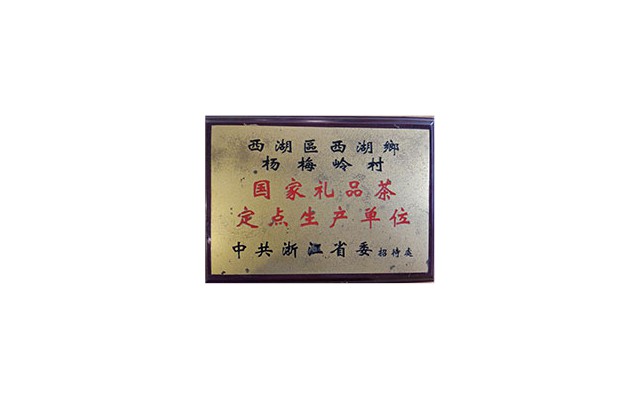 西湖區西湖鄉
杨梅岭村
国家礼品茶
定点生产单位
中共浙江省委招待处